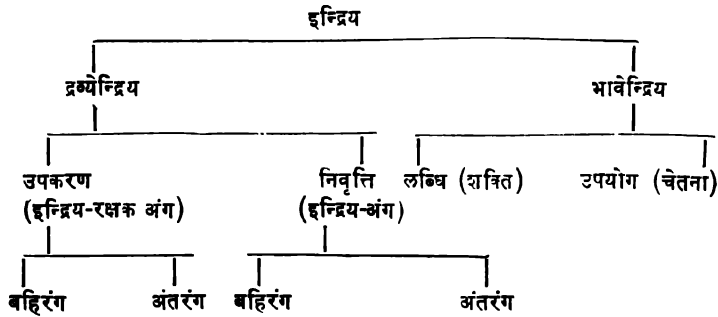 इन्द्रिय
द्रव्येन्द्रिय भावेन्द्रिय
उपकरण निवृत्ति लब्धि (शक्ति) उपयोग (चेतना)
(इन्द्रिय-रक्षक अंग) (इन्द्रिय-अंग)
बहिरंग अंतरंग बहिरंग अंतरंग